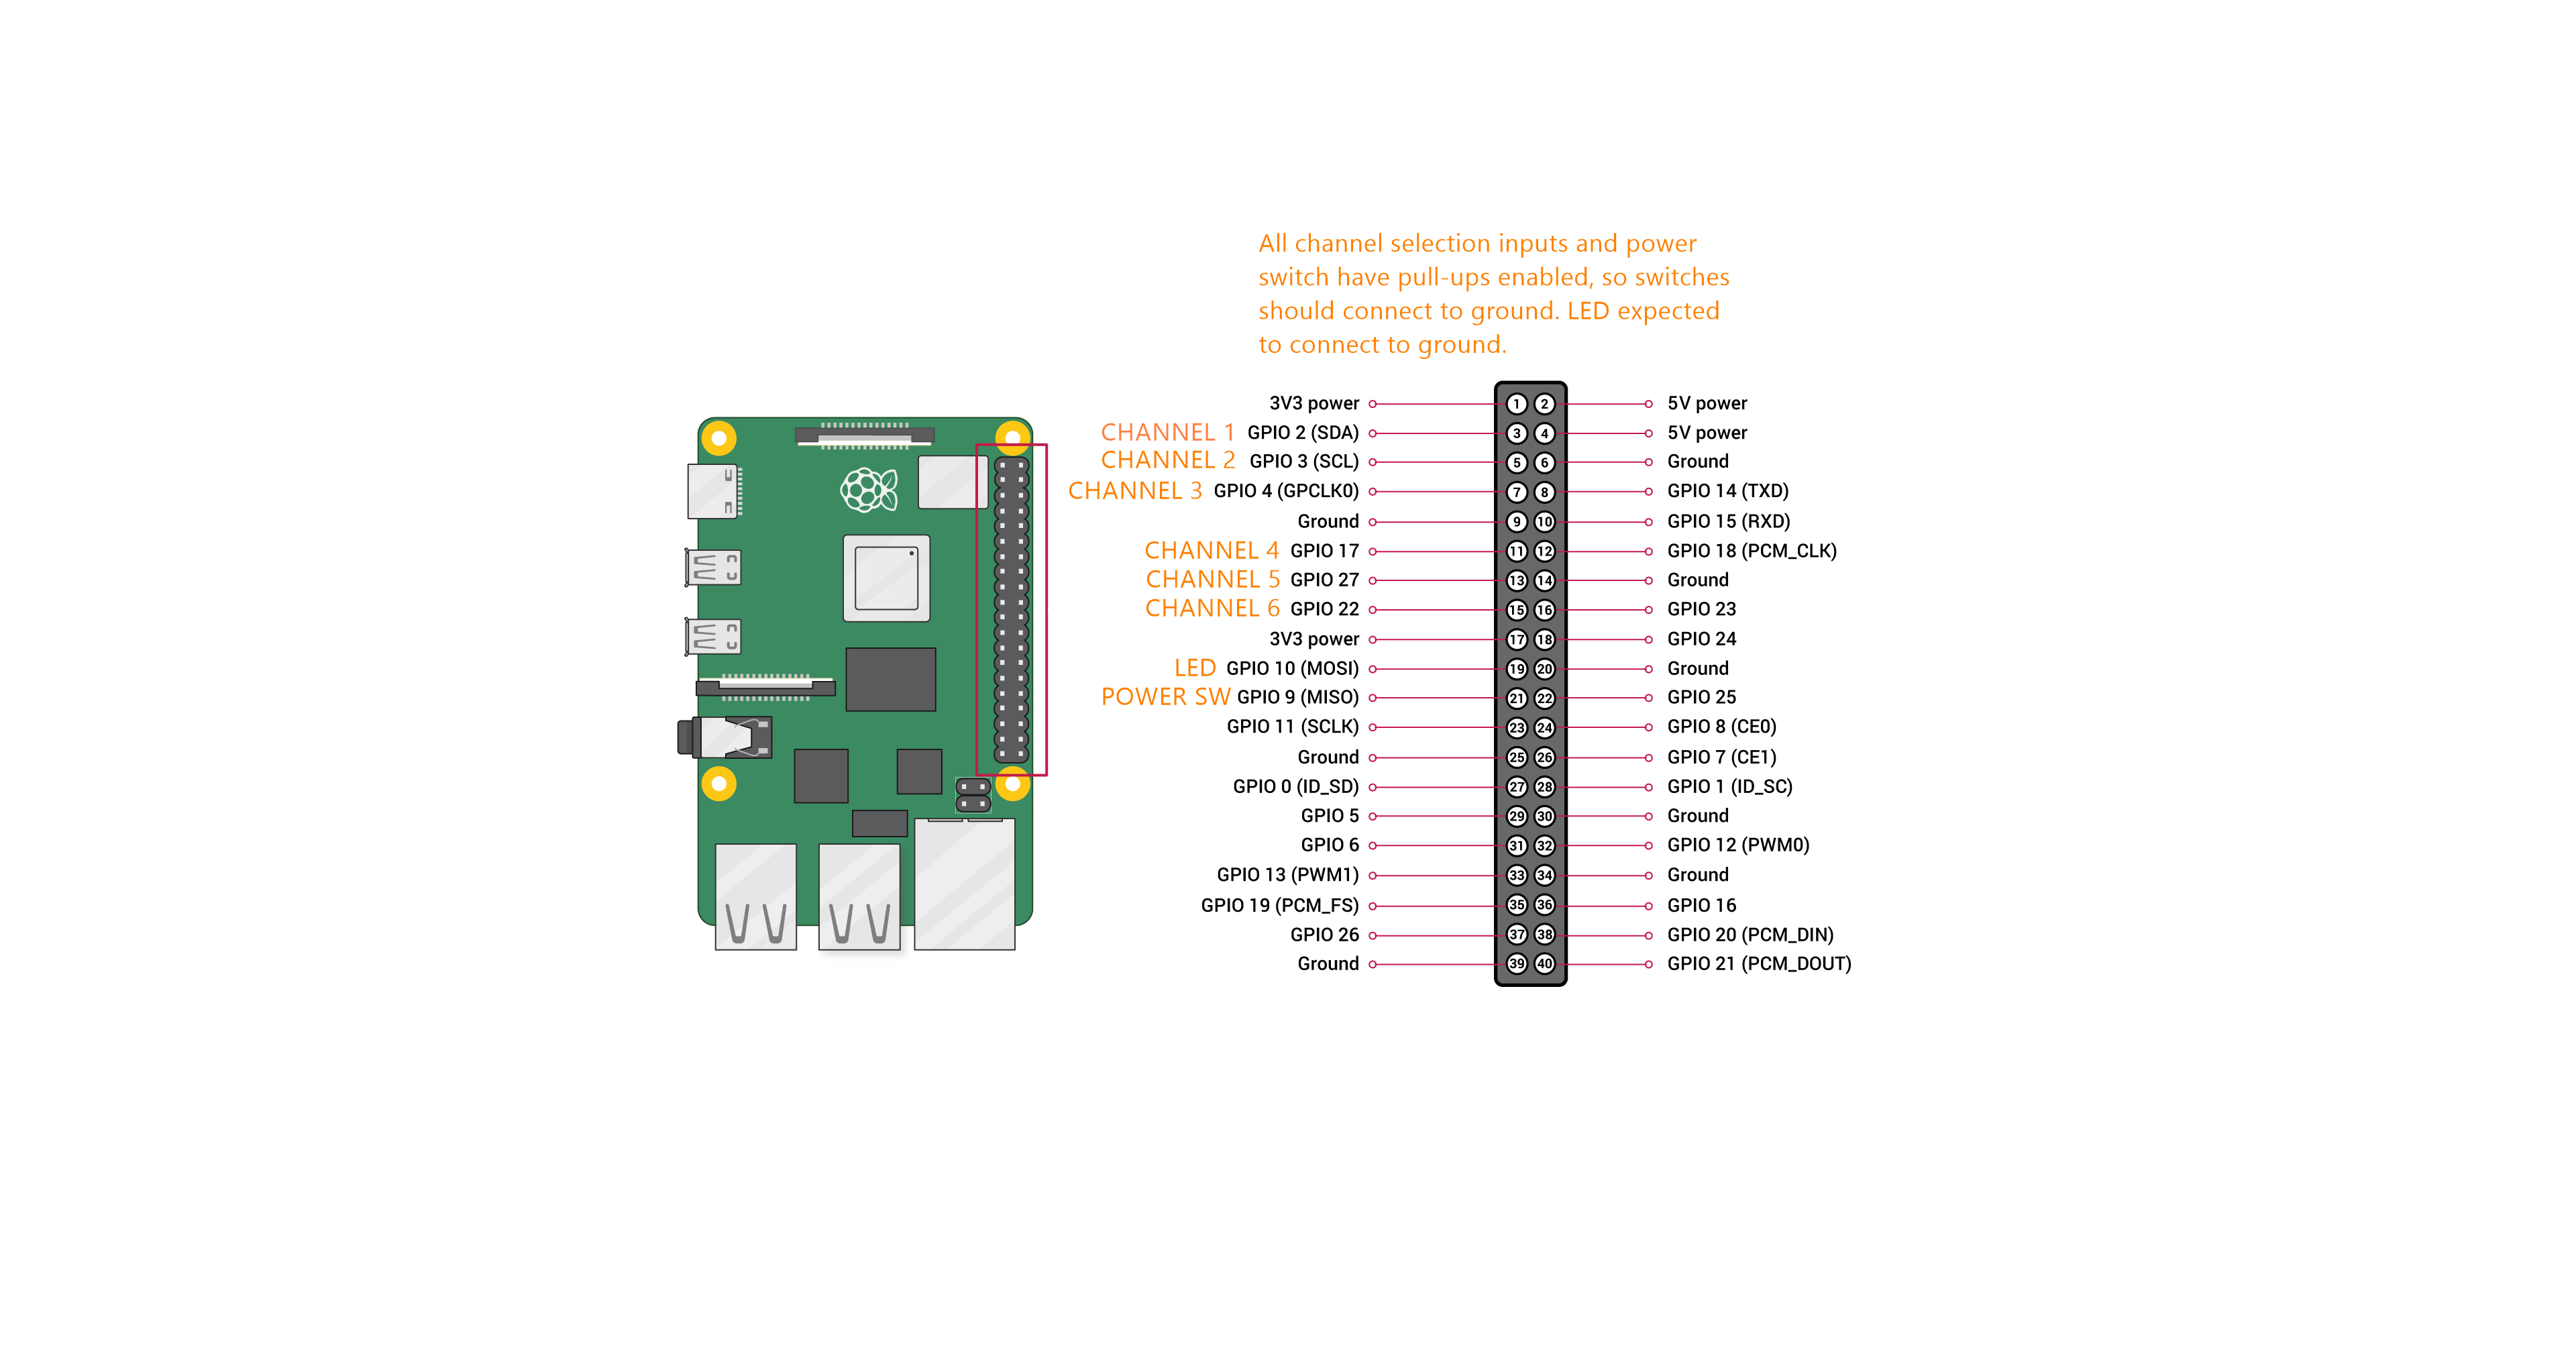 All channel selection inputs and power
switch have pull-ups enabled, so switches
should connect to ground. LED expected
to connect to ground.
3V3 power 1 2 5V power
CHANNEL 1 GPIO 2 (SDA) 3 4 5V power
CHANNEL 2 GPIO 3 (SCL) 5 6 Ground
CHANNEL 3 GPIO 4 (GPCLK0) 7 8 GPIO 14 (TXD)
Ground 9 10 GPIO 15 (RXD)
CHANNEL 4 GPIO 17 11 12 GPIO 18 (PCM_CLK)
CHANNEL 5 GPIO 27 13 14 Ground
CHANNEL 6 GPIO 22 15 16 GPIO 23
3V3 power 17 18 GPIO 24
LED GPIO 10 (MOSI) 19 20 Ground
POWER SW GPIO 9 (MISO) 21 22 GPIO 25
GPIO 11 (SCLK) 23 24 GPIO 8 (CE0)
Ground 25 26 GPIO 7 (CE1)
GPIO 0 (ID_SD) 27 28 GPIO 1 (ID_SC)
GPIO 5 29 30 Ground
GPIO 6 31 32 GPIO 12 (PWM0)
GPIO 13 (PWM1) 33 34 Ground
GPIO 19 (PCM_FS) 35 36 GPIO 16
GPIO 26 37 38 GPIO 20 (PCM_DIN)
Ground 39 40 GPIO 21 (PCM_DOUT)